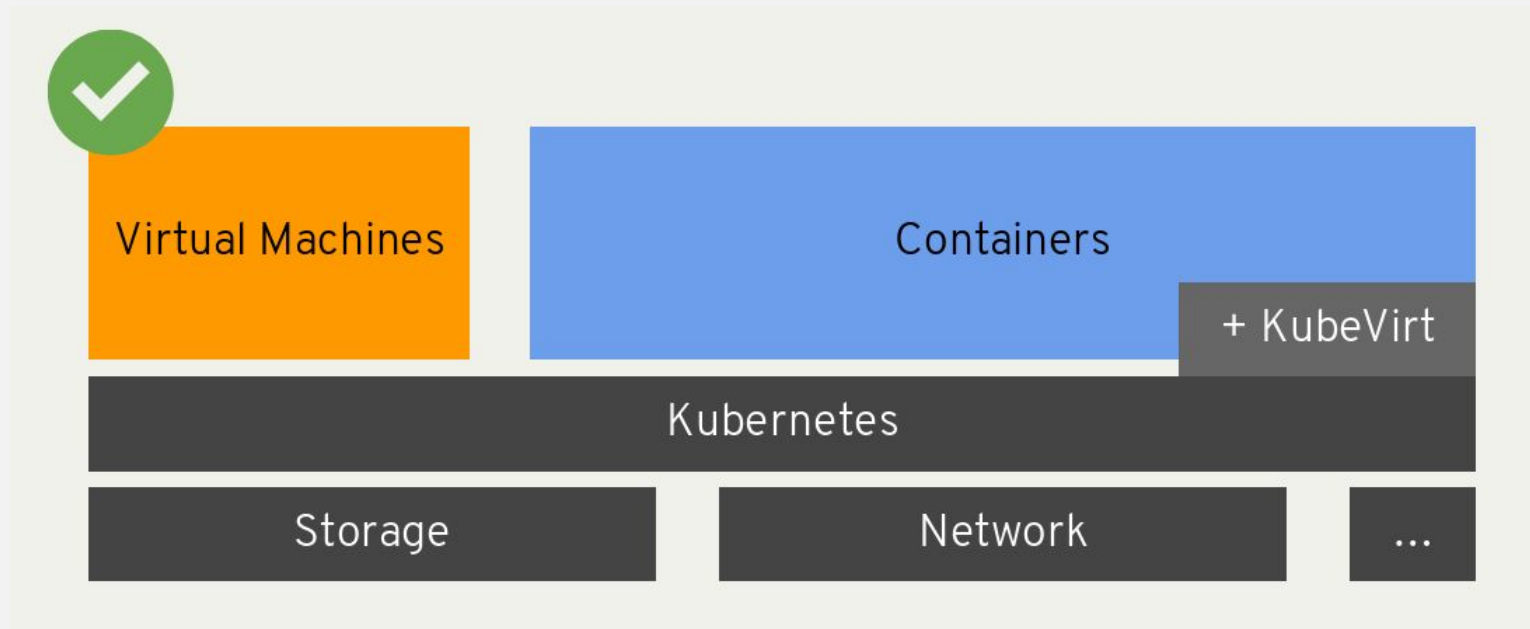 Virtual Machines
Containers
+ KubeVirt
Kubernetes
Storage
Network
...